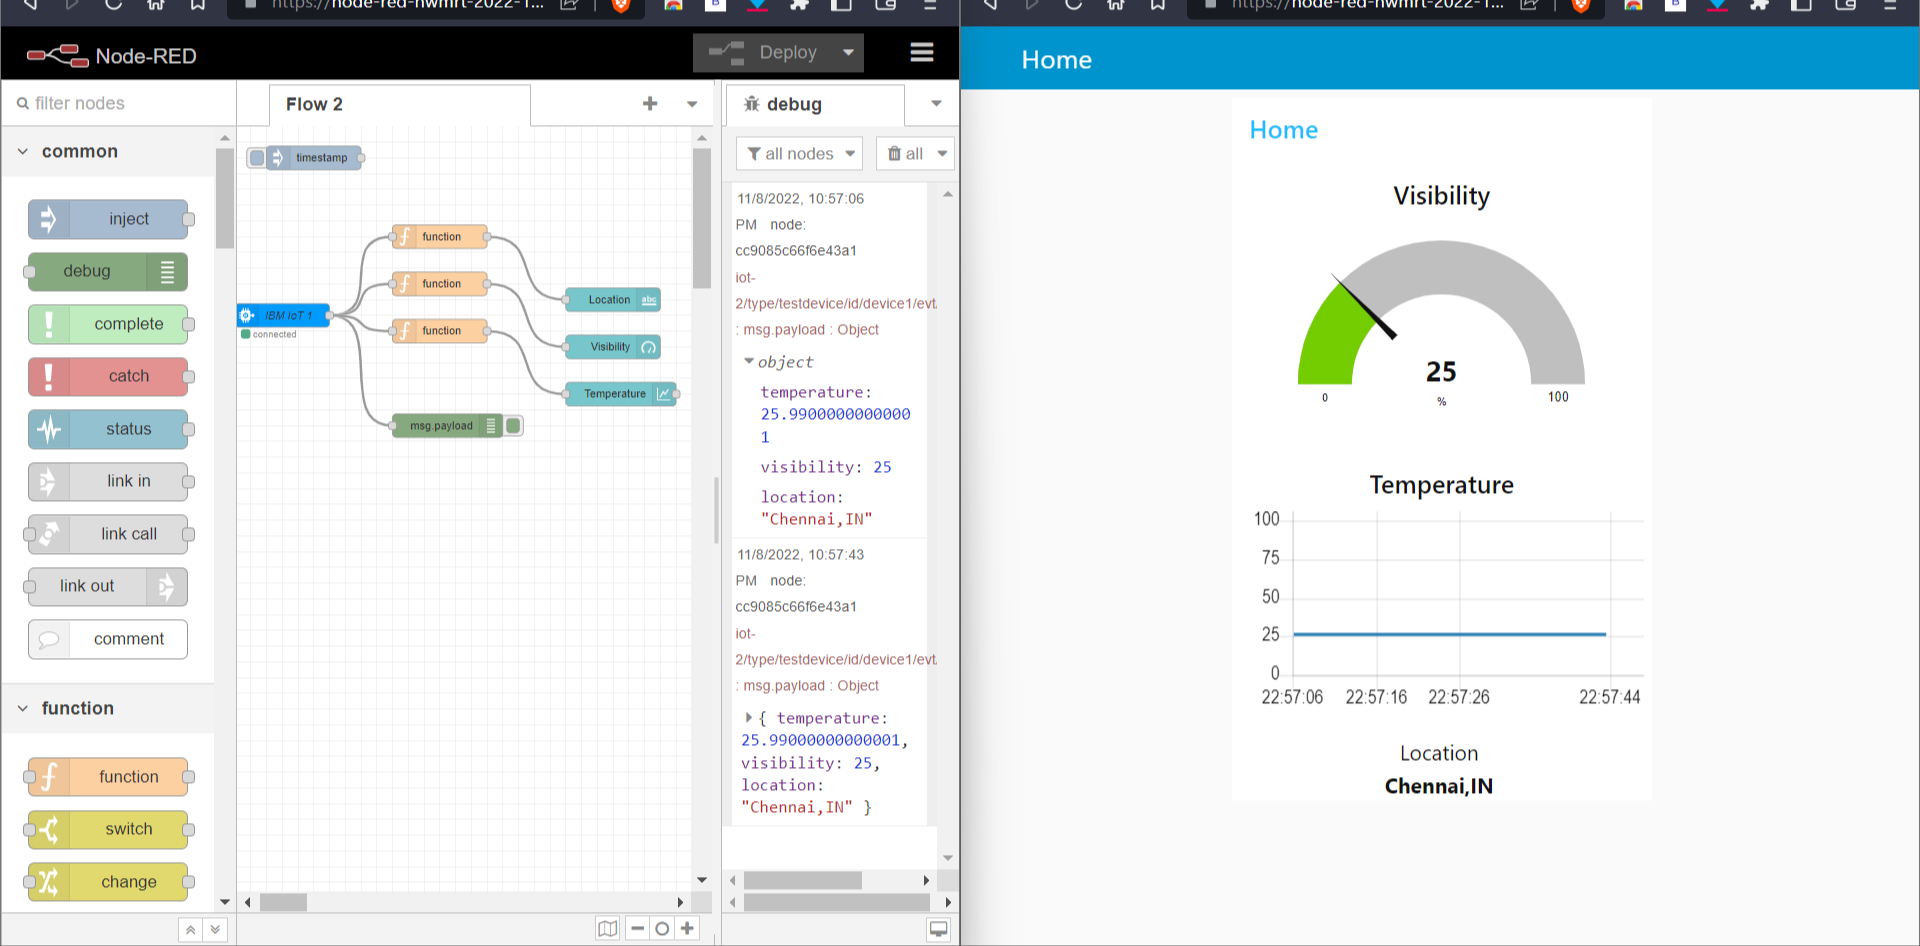 https://node-red-nwmrt-2022-1...
Node-RED
Deploy
filter nodes
common
inject
debug
complete
catch
status
link in
link call
link out
comment
function
function
switch
change
Flow 2
timestamp
function
function
function
IBM IoT 1
connected
Location
abc
Visibility
Temperature
msg.payload
debug
all nodes
all
11/8/2022, 10:57:06
PM node:
cc9085c66f6e43a1
iot-
2/type/testdevice/id/device1/evt
: msg.payload : Object
object
temperature:
25.9900000000000
1
visibility: 25
location:
"Chennai,IN"
11/8/2022, 10:57:43
PM node:
cc9085c66f6e43a1
iot-
2/type/testdevice/id/device1/evt
: msg.payload : Object
{ temperature:
25.99000000000001,
visibility: 25,
location:
"Chennai,IN" }
https://node-red-nwmrt-2022-1...
Home
Home
Visibility
25
%
0
100
Temperature
100
75
50
25
0
22:57:06 22:57:16 22:57:26 22:57:44
Location
Chennai,IN